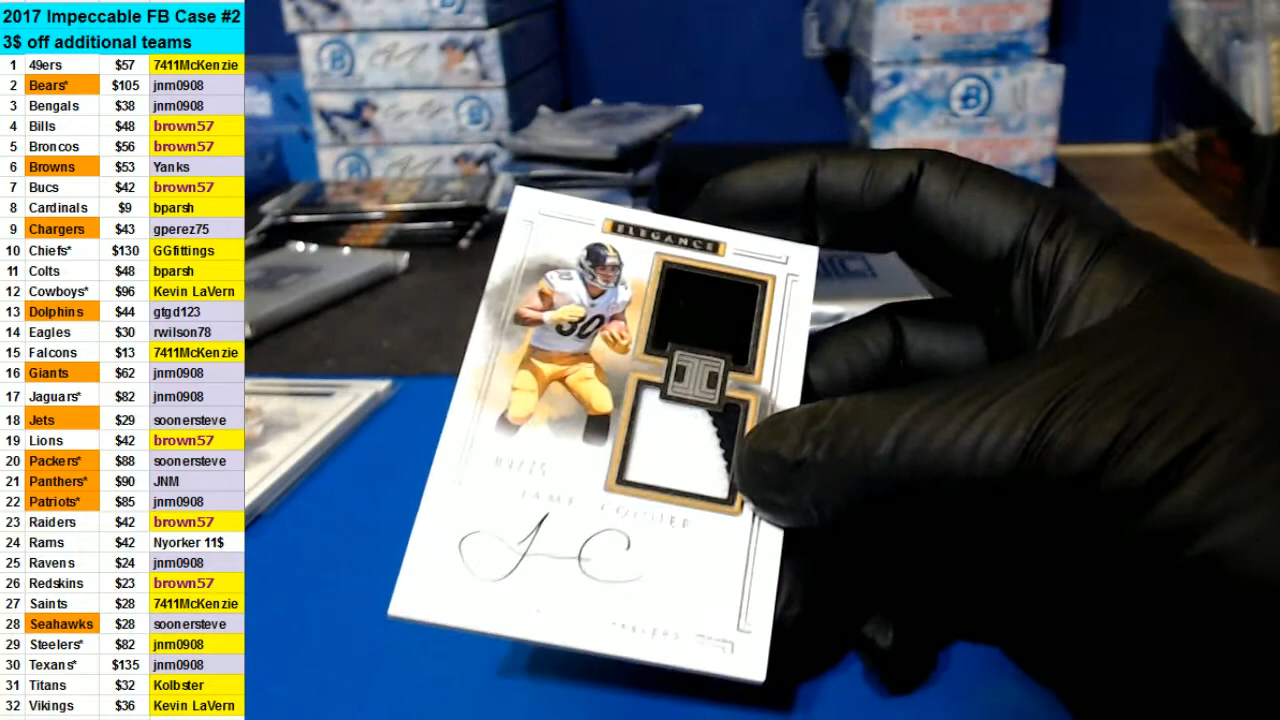 2017 Impeccable FB Case #2
3$ off additional teams
1 49ers $57 7411McKenzie
2 Bears* $105 jnm0908
3 Bengals $38 jnm0908
4 Bills $48 brown57
5 Broncos $56 brown57
6 Browns $53 Yanks
7 Bucs $42 brown57
8 Cardinals $9 bparsh
9 Chargers $43 gperez75
10 Chiefs* $130 GGfittings
11 Colts $48 bparsh
12 Cowboys* $96 Kevin LaVern
13 Dolphins $44 gtgd123
14 Eagles $30 rwilson78
15 Falcons $13 7411McKenzie
16 Giants $62 jnm0908
17 Jaguars* $82 jnm0908
18 Jets $29 soonersteve
19 Lions $42 brown57
20 Packers* $88 soonersteve
21 Panthers* $90 JNM
22 Patriots* $85 jnm0908
23 Raiders $42 brown57
24 Rams $42 Nyorker 11$
25 Ravens $24 jnm0908
26 Redskins $23 brown57
27 Saints $28 7411McKenzie
28 Seahawks $28 soonersteve
29 Steelers* $82 jnm0908
30 Texans* $135 jnm0908
31 Titans $32 Kolbster
32 Vikings $36 Kevin LaVern
ELEGANCE
30
JAMES CONNER
J C
STEELERS